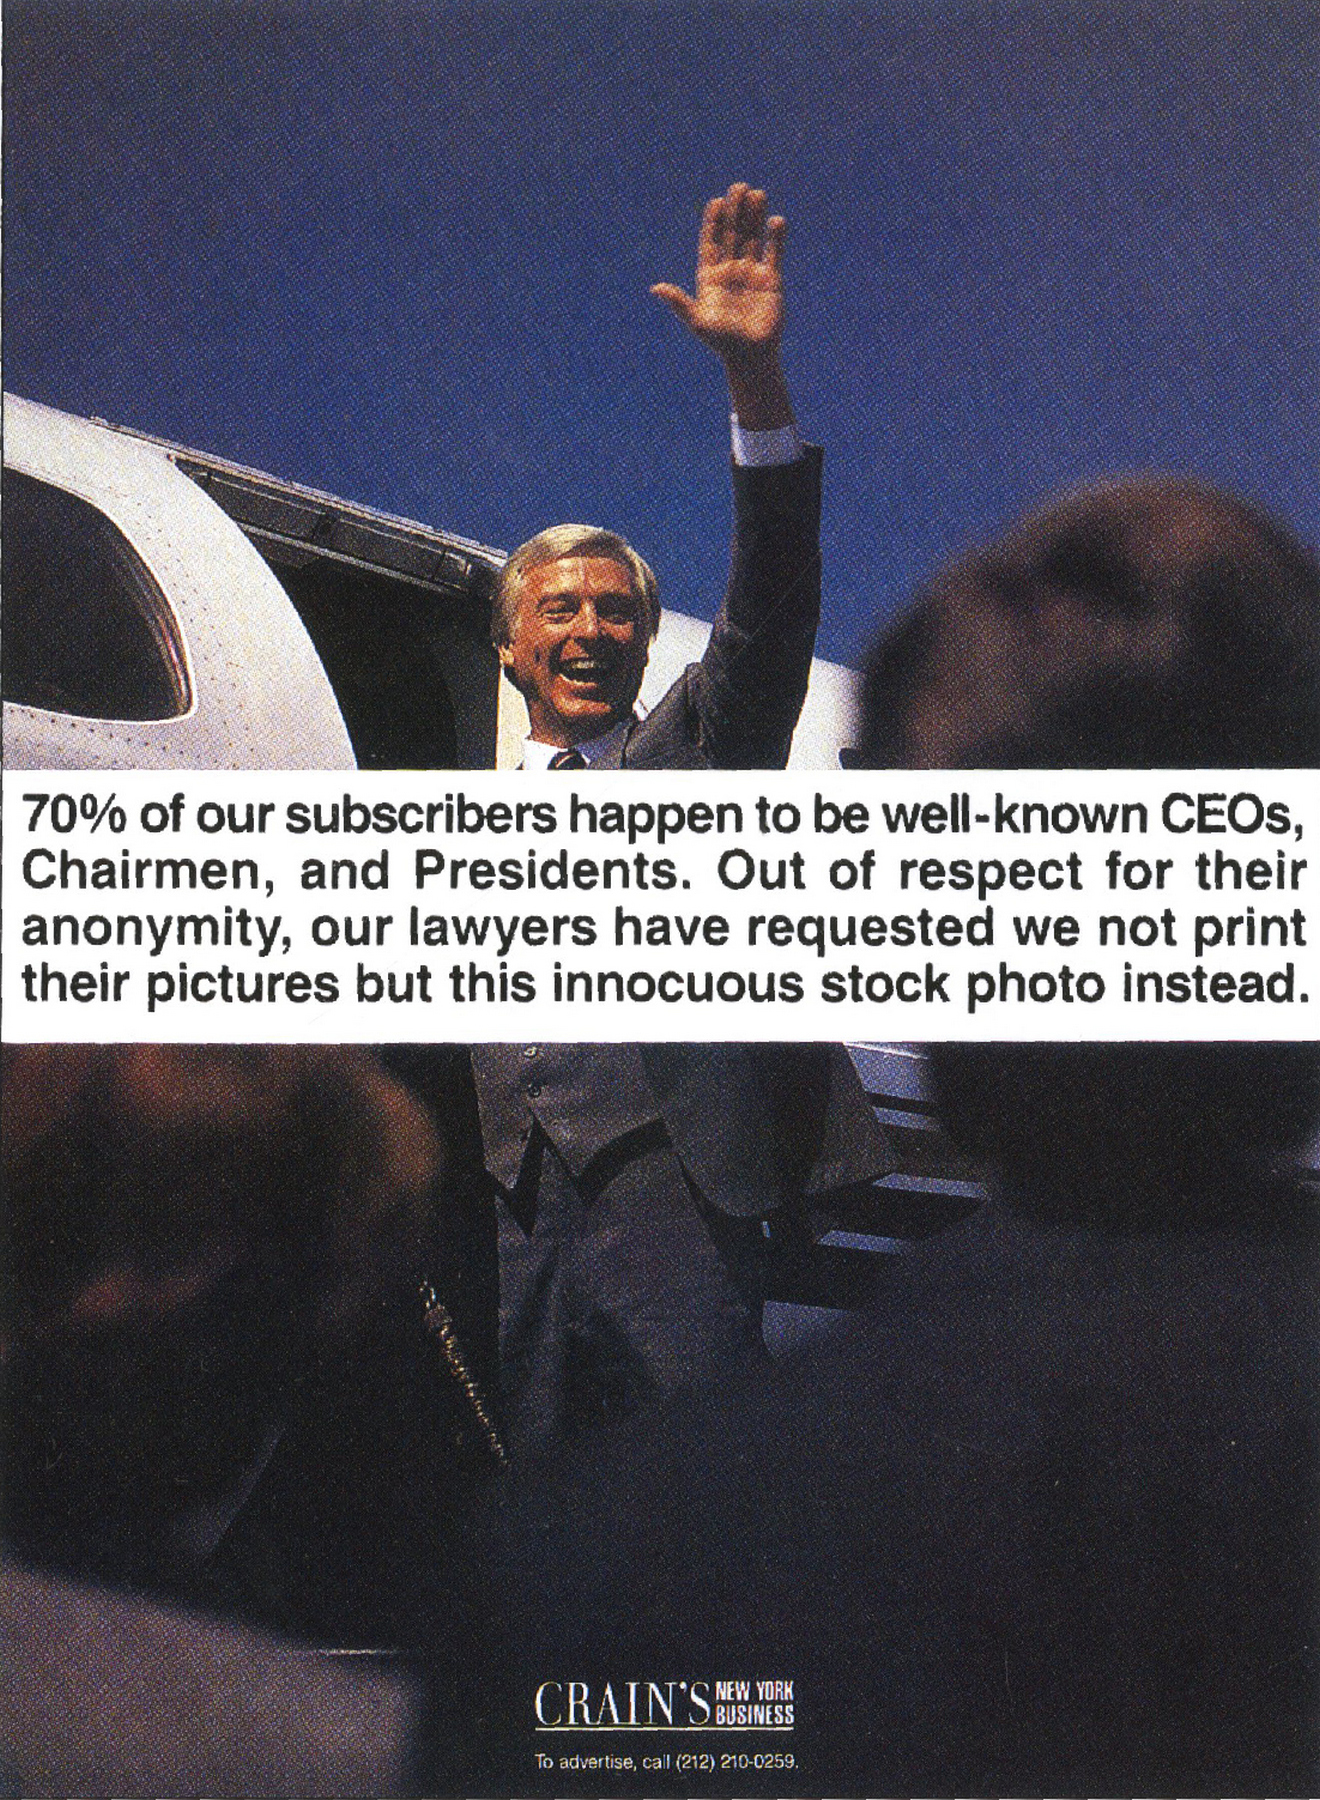 70% of our subscribers happen to be well-known CEOs,
Chairmen, and Presidents. Out of respect for their
anonymity, our lawyers have requested we not print
their pictures but this innocuous stock photo instead.
CRAIN'S NEW YORK
BUSINESS
To advertise, call (212) 210-0259.